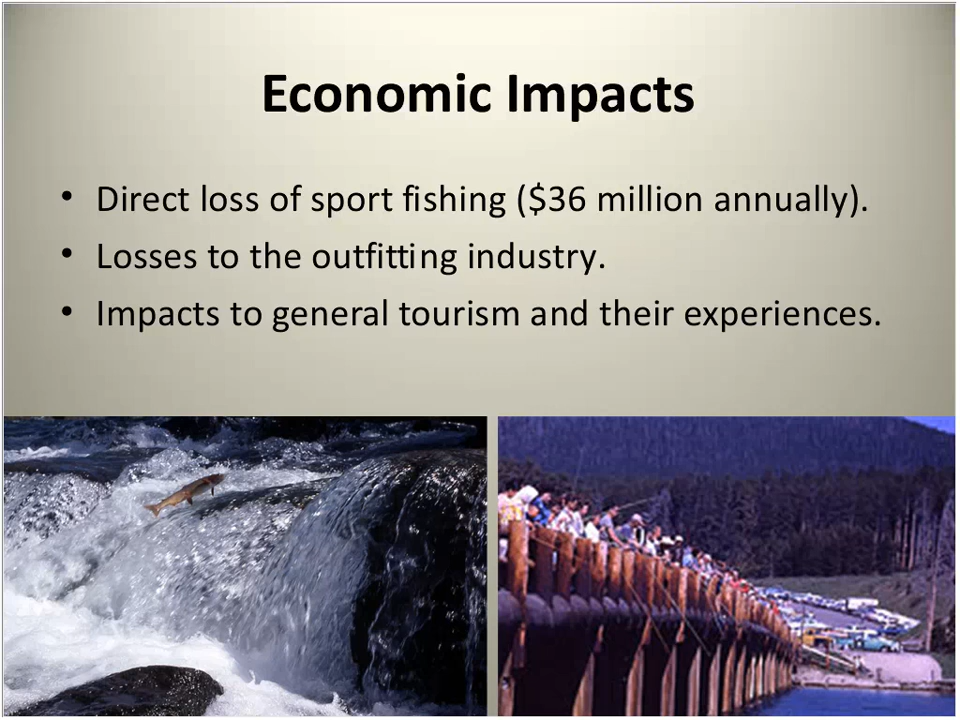 Economic Impacts
• Direct loss of sport fishing ($36 million annually).
• Losses to the outfitting industry.
• Impacts to general tourism and their experiences.